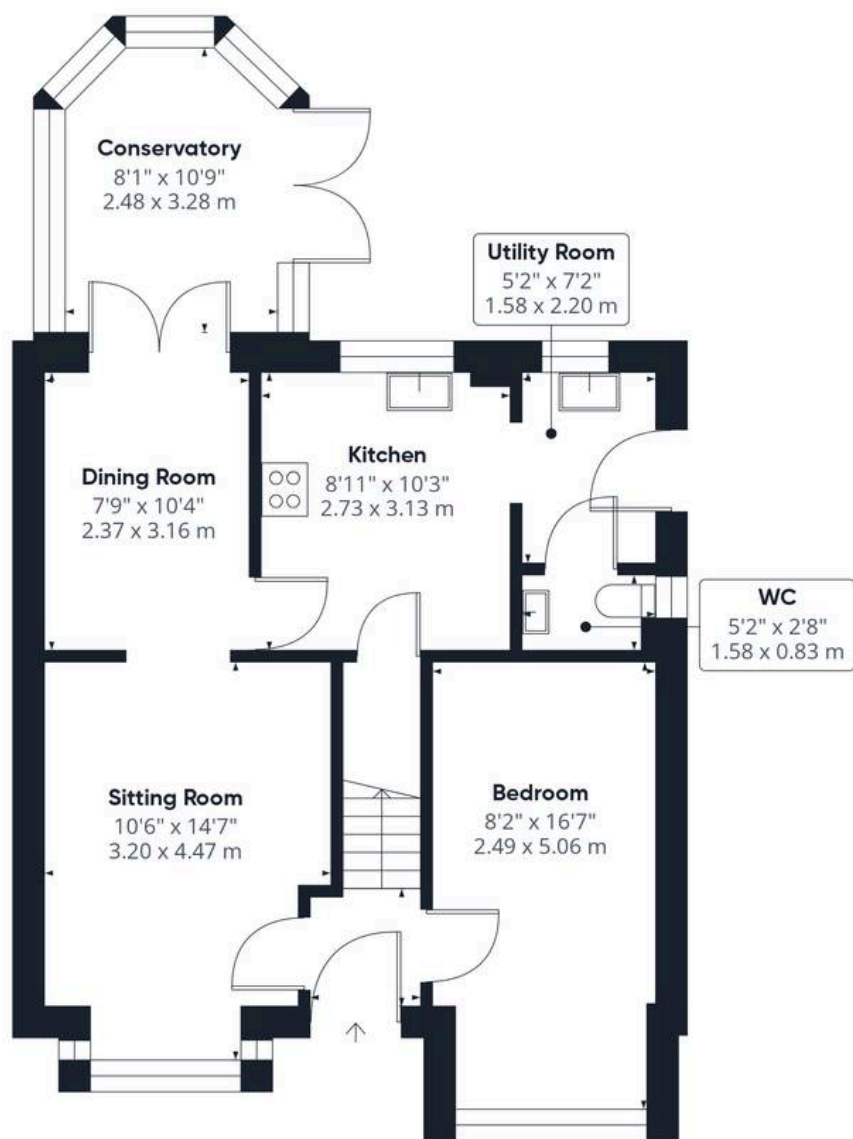 Conservatory
8'1" x 10'9"
2.48 x 3.28 m
Utility Room
5'2" x 7'2"
1.58 x 2.20 m
Dining Room
7'9" x 10'4"
2.37 x 3.16 m
Kitchen
8'11" x 10'3"
2.73 x 3.13 m
WC
5'2" x 2'8"
1.58 x 0.83 m
Sitting Room
10'6" x 14'7"
3.20 x 4.47 m
Bedroom
8'2" x 16'7"
2.49 x 5.06 m